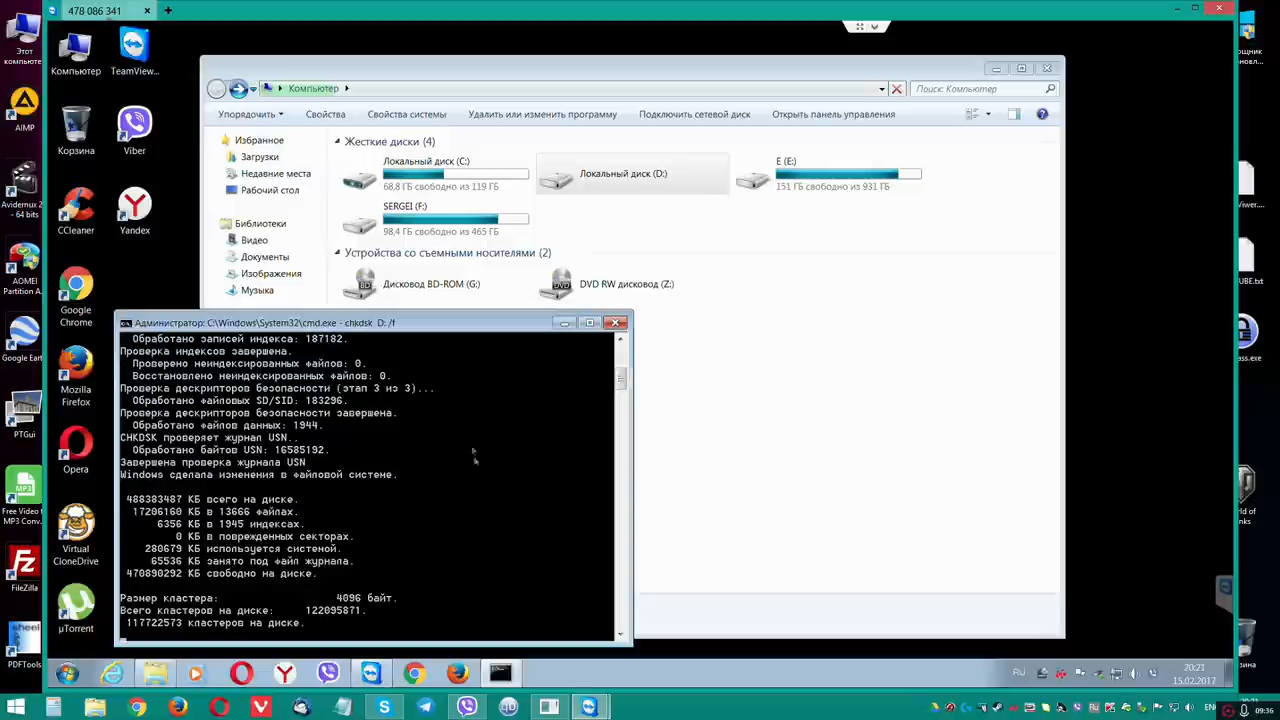 478 086 341
Этот
компьюте..
AIMP
Avidemux 2
- 64 bits
AOMEI
Partition A..
Google Earth
PTGui
Free Video t
MP3 Conv..
FileZilla
PDFTools
Компьютер
TeamView...
Корзина
Viber
CCleaner
Yandex
Google
Chrome
Mozilla
Firefox
Opera
Virtual
CloneDrive
µTorrent
Компьютер
Поиск: Компьютер
Упорядочить
Свойства
Свойства системы
Удалить или изменить программу
Подключить сетевой диск
Открыть панель управления
Избранное
Загрузки
Недавние места
Рабочий стол
Библиотеки
Видео
Документы
Изображения
Музыка
Жесткие диски (4)
Локальный диск (C:)
68,8 ГБ свободно из 119 ГБ
Локальный диск (D:)
E (E:)
151 ГБ свободно из 931 ГБ
SERGEI (F:)
98,4 ГБ свободно из 465 ГБ
Устройства со съемными носителями (2)
Дисковод BD-ROM (G:)
DVD RW дисковод (Z:)
Администратор: C:\Windows\System32\cmd.exe - chkdsk D: /f
Обработано записей индекса: 187182.
Проверка индексов завершена.
Проверено неиндексированных файлов: 0.
Восстановлено неиндексированных файлов: 0.
Проверка дескрипторов безопасности (этап 3 из 3)...
Обработано файловых SD/SID: 183296.
Проверка дескрипторов безопасности завершена.
Обработано файлов данных: 1944.
CHKDSK проверяет журнал USN..
Обработано байтов USN: 16585192.
Завершена проверка журнала USN
Windows сделала изменения в файловой системе.
488383487 КБ всего на диске.
17206160 КБ в 13666 файлах.
6356 КБ в 1945 индексах.
0 КБ в поврежденных секторах.
280679 КБ используется системой.
65536 КБ занято под файл журнала.
470890292 КБ свободно на диске.
Размер кластера: 4096 байт.
Всего кластеров на диске: 122095871.
117722573 кластеров на диске.
RU
20:21
15.02.2017
ENG
09:36